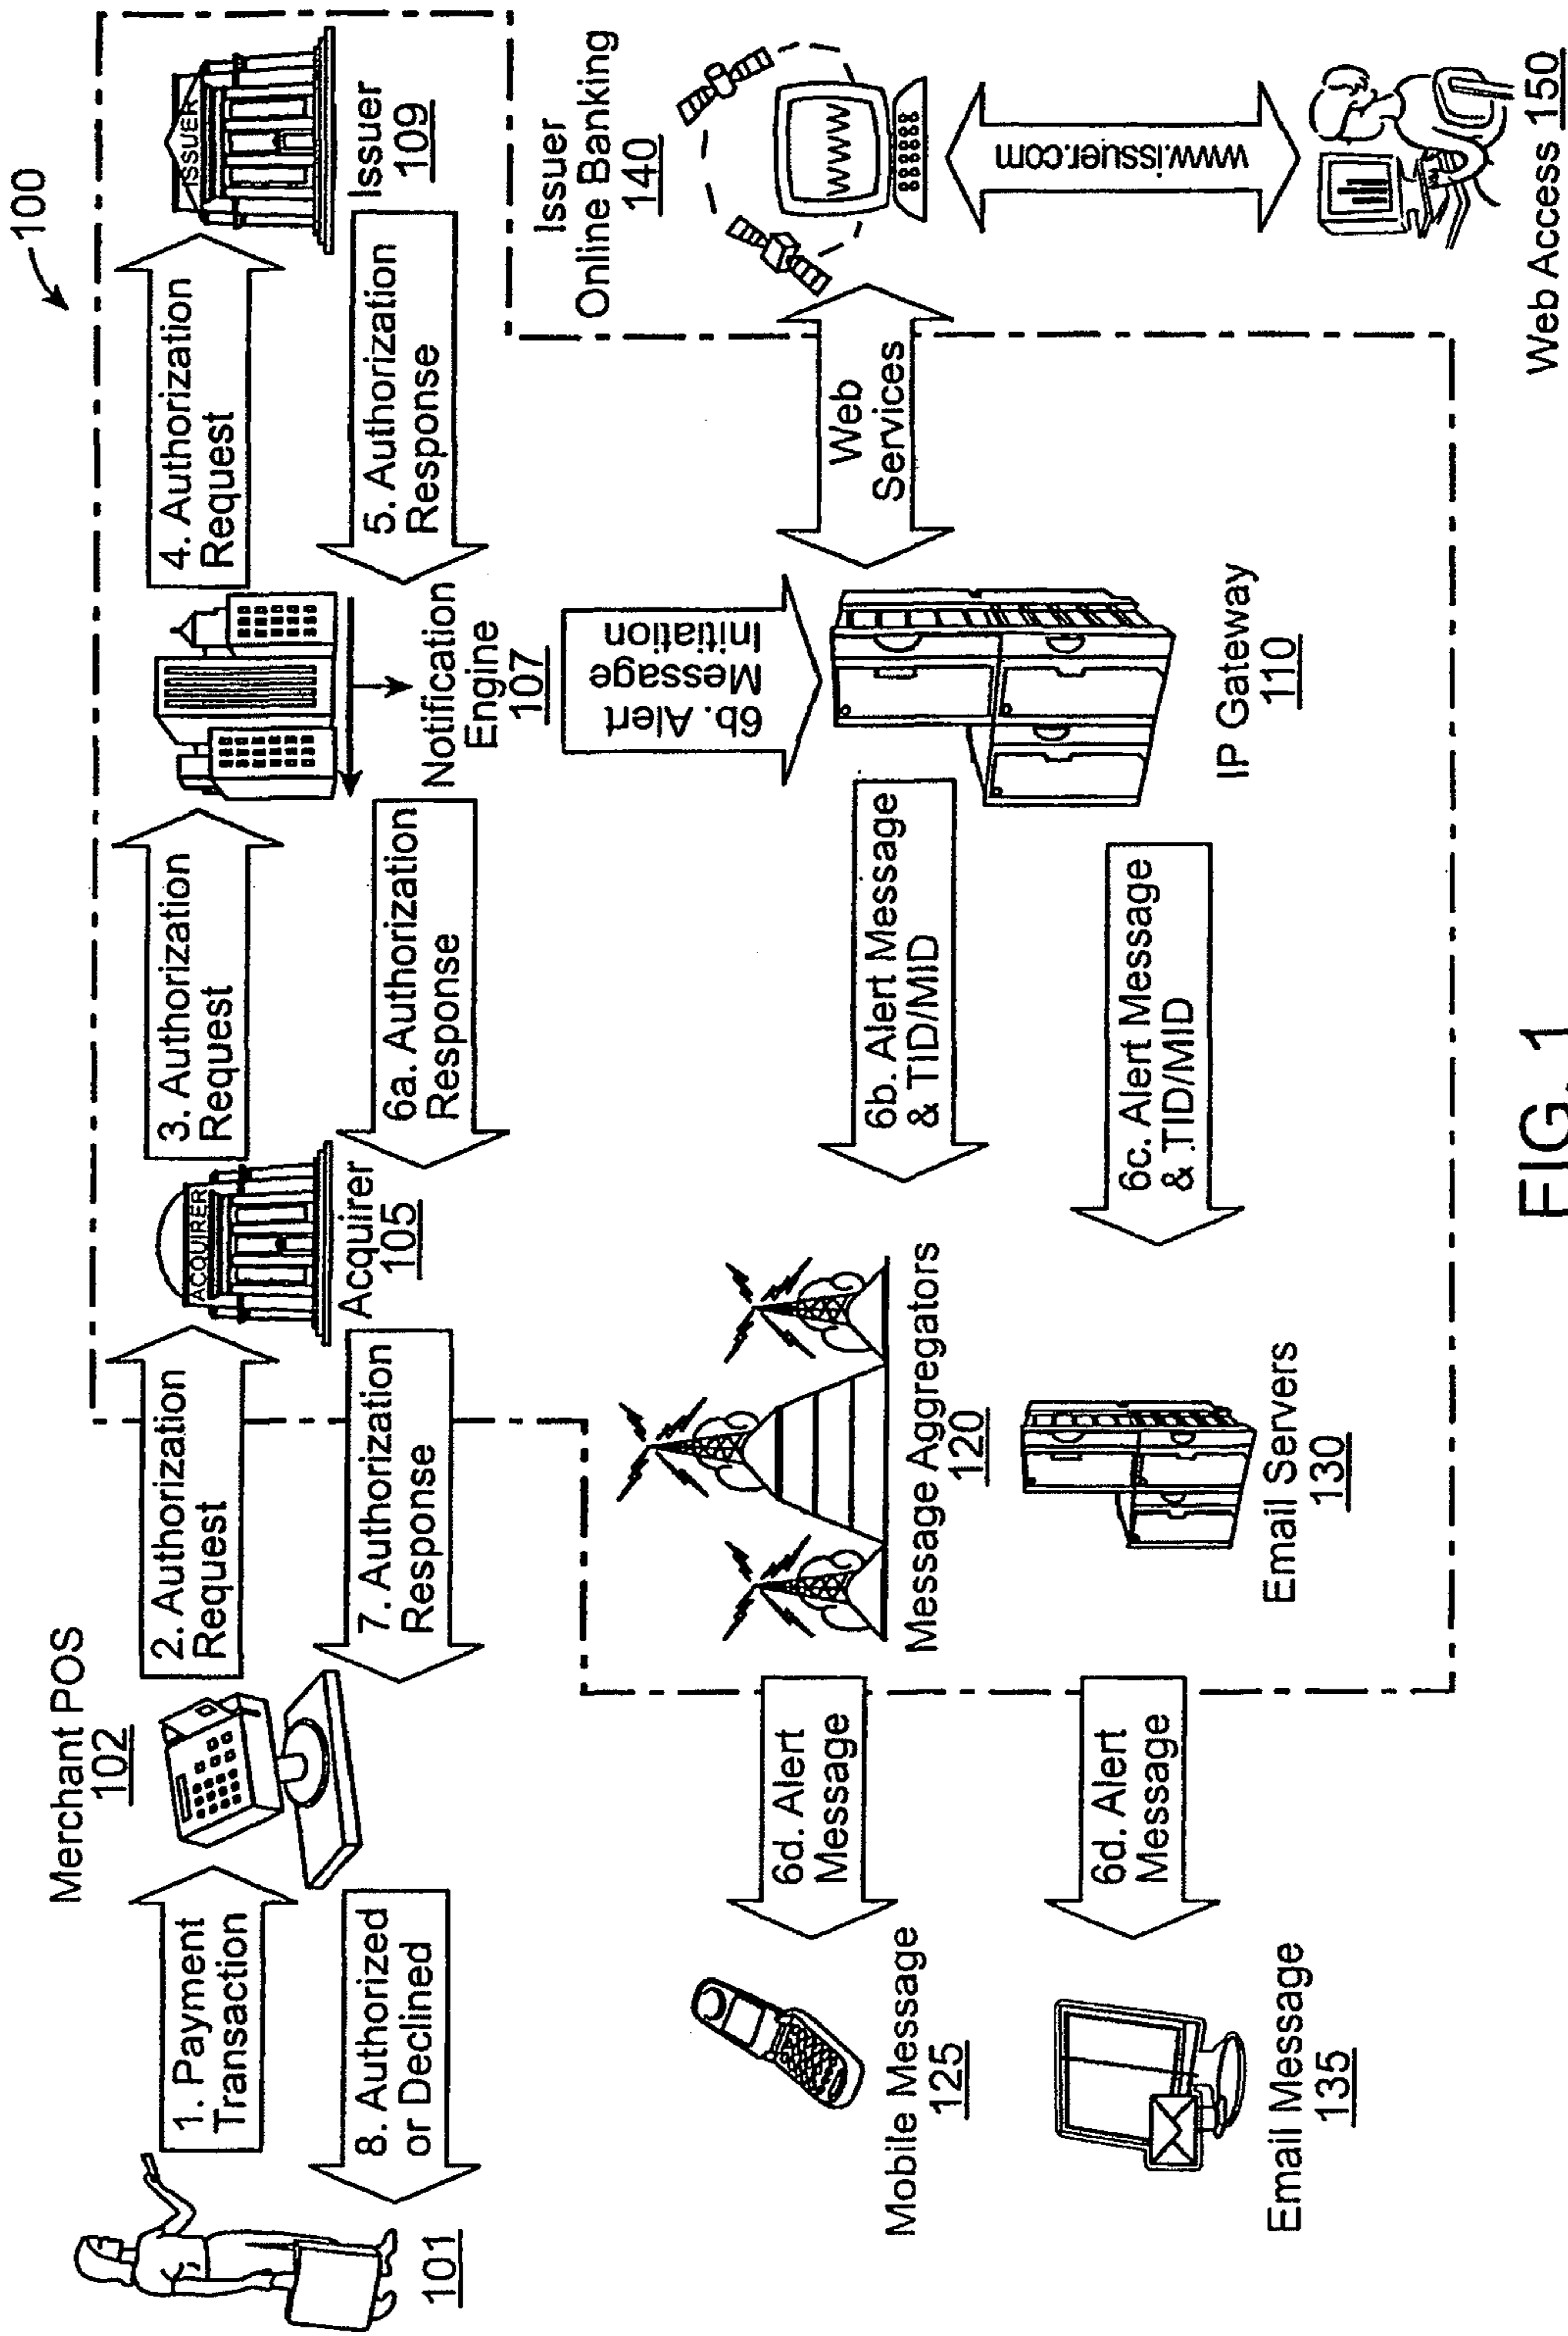 100
Merchant POS
102
1. Payment
Transaction
2. Authorization
Request
ACQUIRER
3. Authorization
Request
4. Authorization
Request
ISSUER
8. Authorized
or Declined
101
7. Authorization
Response
Acquirer
105
6a. Authorization
Response
Notification
Engine
107
5. Authorization
Response
Issuer
109
6b. Alert
Message
Initiation
Issuer
Online Banking
140
WWW
Web
Services
www.issuer.com
Web Access 150
IP Gateway
110
6b. Alert Message
& TID/MID
6c. Alert Message
& TID/MID
Message Aggregators
120
Email Servers
130
6d. Alert
Message
6d. Alert
Message
Mobile Message
125
Email Message
135
FIG. 1